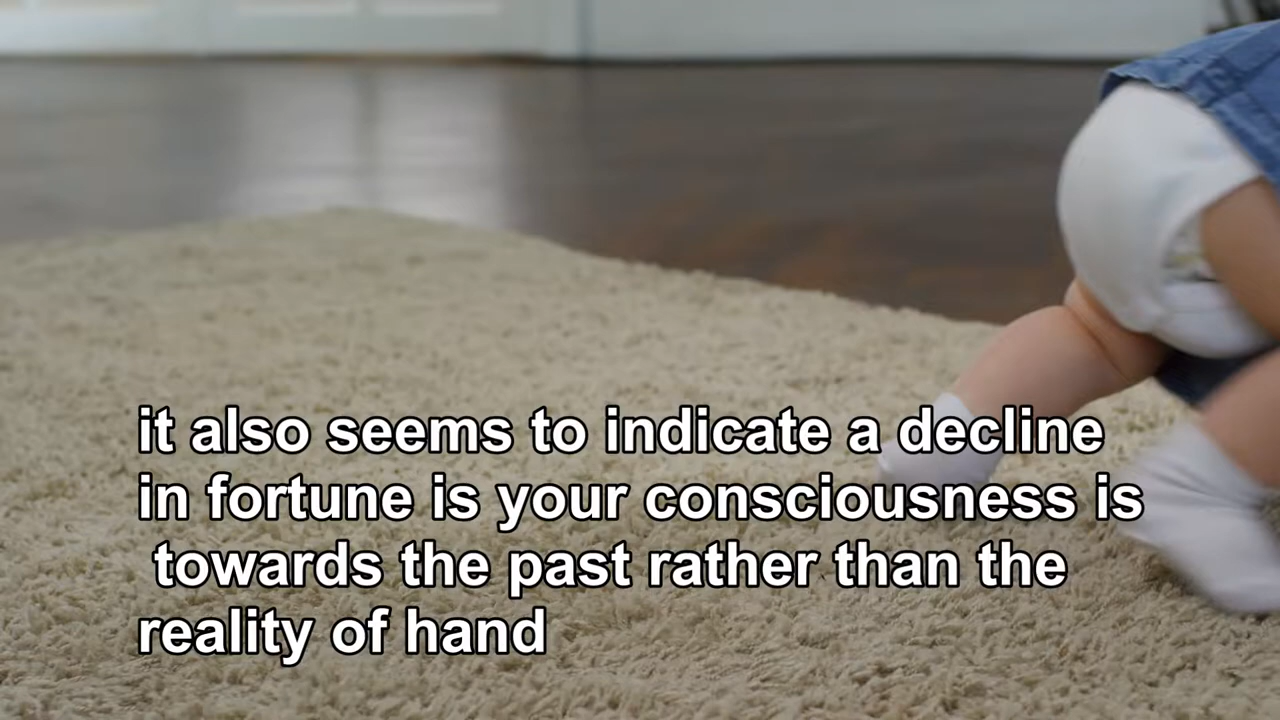 it also seems to indicate a decline
in fortune is your consciousness is
towards the past rather than the
reality of hand